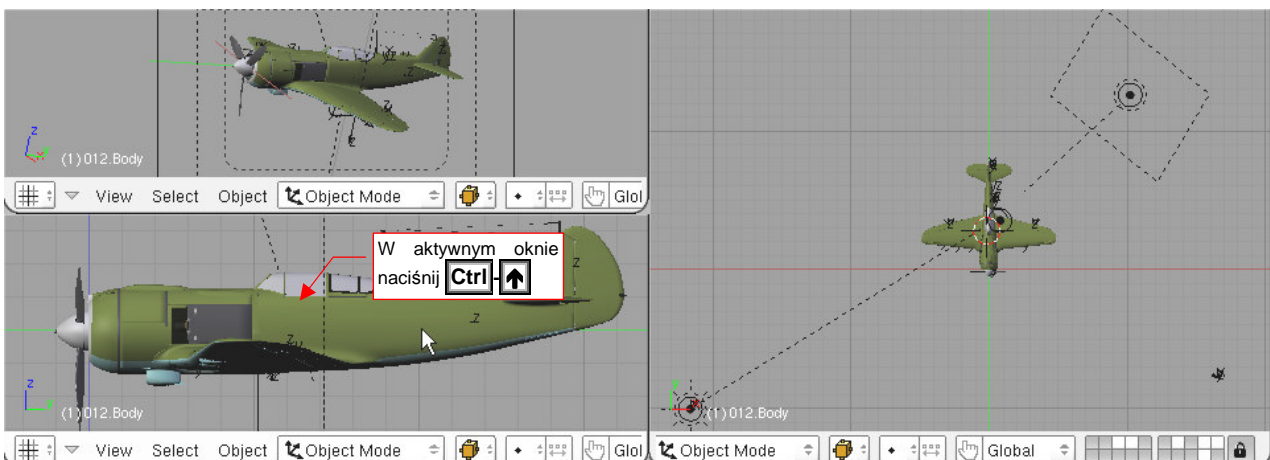 z
y
(1) 012.Body
View Select Object Object Mode Glol
W aktywnym oknie
naciśnij Ctrl-↑
z
(1) 012.Body
View Select Object Object Mode Glol
(1) 012.Body
Object Mode Global